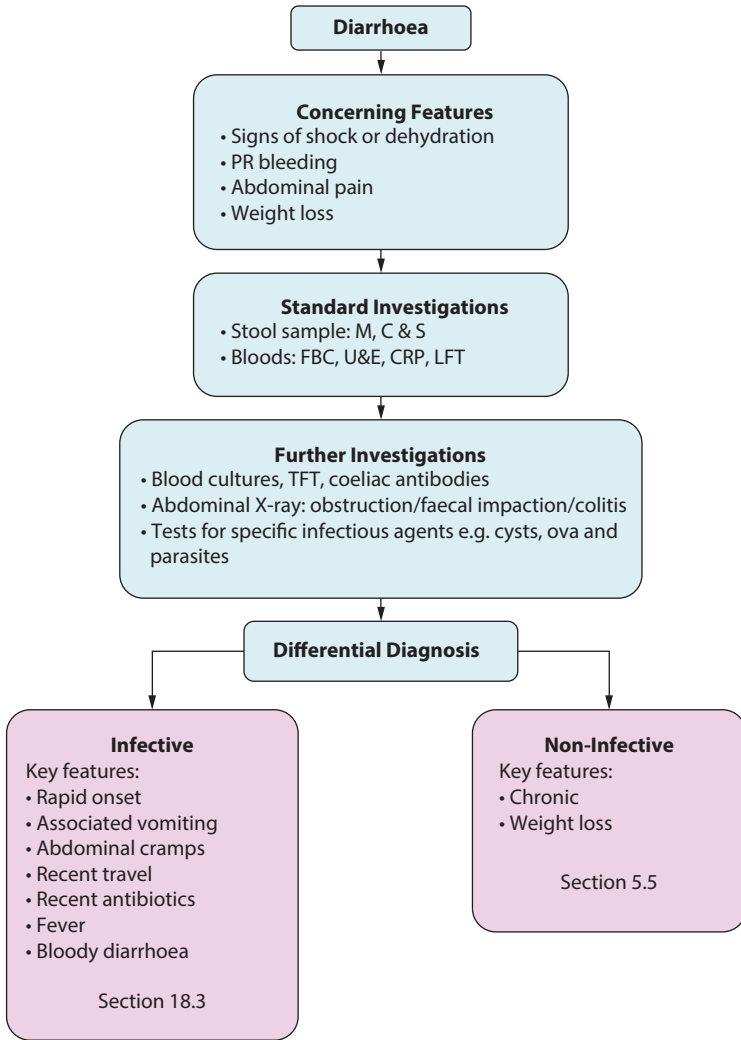 Diarrhoea
Concerning Features
• Signs of shock or dehydration
• PR bleeding
• Abdominal pain
• Weight loss
Standard Investigations
• Stool sample: M, C & S
• Bloods: FBC, U&E, CRP, LFT
Further Investigations
• Blood cultures, TFT, coeliac antibodies
• Abdominal X-ray: obstruction/faecal impaction/colitis
• Tests for specific infectious agents e.g. cysts, ova and
parasites
Differential Diagnosis
Infective
Key features:
• Rapid onset
• Associated vomiting
• Abdominal cramps
• Recent travel
• Recent antibiotics
• Fever
• Bloody diarrhoea
Section 18.3
Non-Infective
Key features:
• Chronic
• Weight loss
Section 5.5